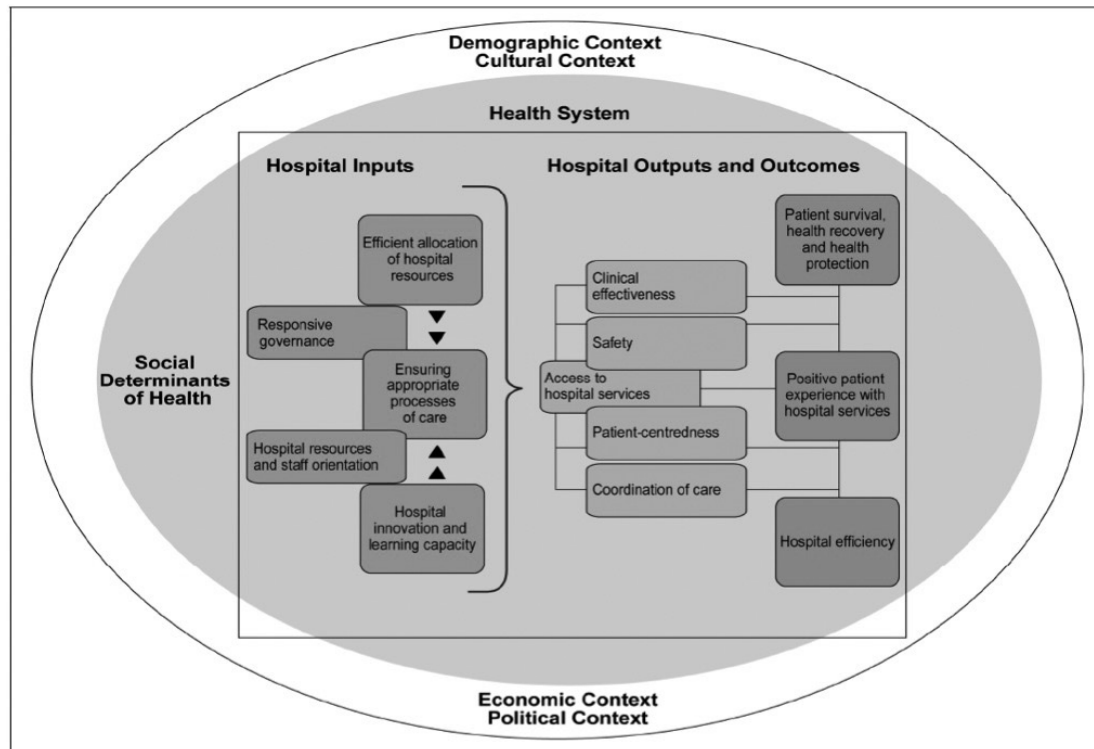 Demographic Context
Cultural Context
Health System
Hospital Inputs
Hospital Outputs and Outcomes
Efficient allocation
of hospital
resources
Responsive
governance
Ensuring
appropriate
processes
of care
Hospital resources
and staff orientation
Hospital
innovation and
learning capacity
Social
Determinants
of Health
Clinical
effectiveness
Safety
Access to
hospital services
Patient-centredness
Coordination of care
Patient survival,
health recovery
and health
protection
Positive patient
experience with
hospital services
Hospital efficiency
Economic Context
Political Context